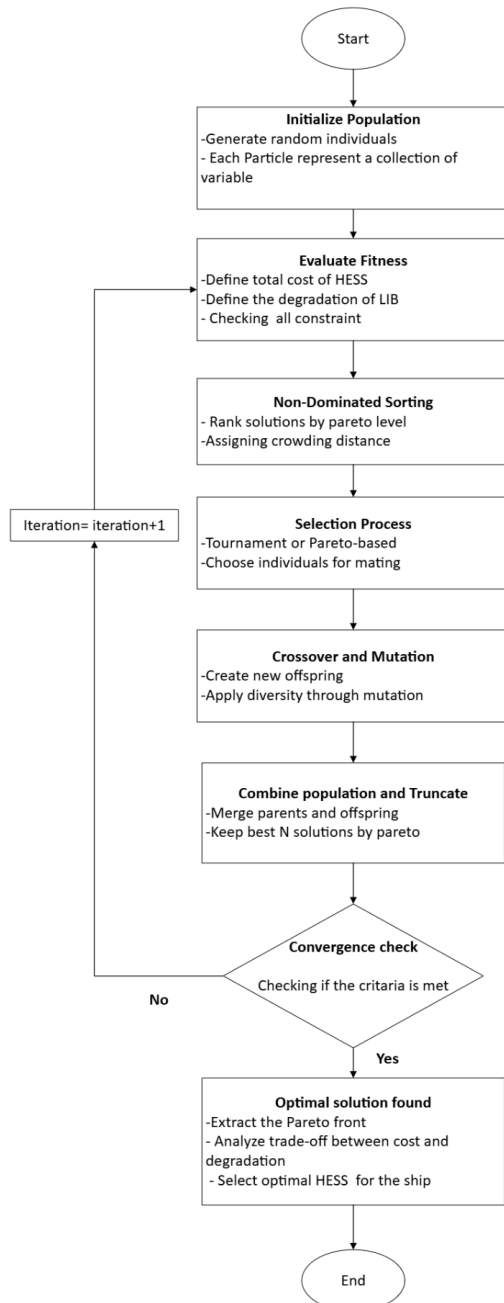 Start
Initialize Population
-Generate random individuals
- Each Particle represent a collection of
variable
Evaluate Fitness
-Define total cost of HESS
-Define the degradation of LIB
- Checking all constraint
Non-Dominated Sorting
- Rank solutions by pareto level
-Assigning crowding distance
Iteration= iteration+1
Selection Process
-Tournament or Pareto-based
-Choose individuals for mating
Crossover and Mutation
-Create new offspring
-Apply diversity through mutation
Combine population and Truncate
-Merge parents and offspring
-Keep best N solutions by pareto
Convergence check
Checking if the critaria is met
No
Yes
Optimal solution found
-Extract the Pareto front
- Analyze trade-off between cost and
degradation
- Select optimal HESS for the ship
End